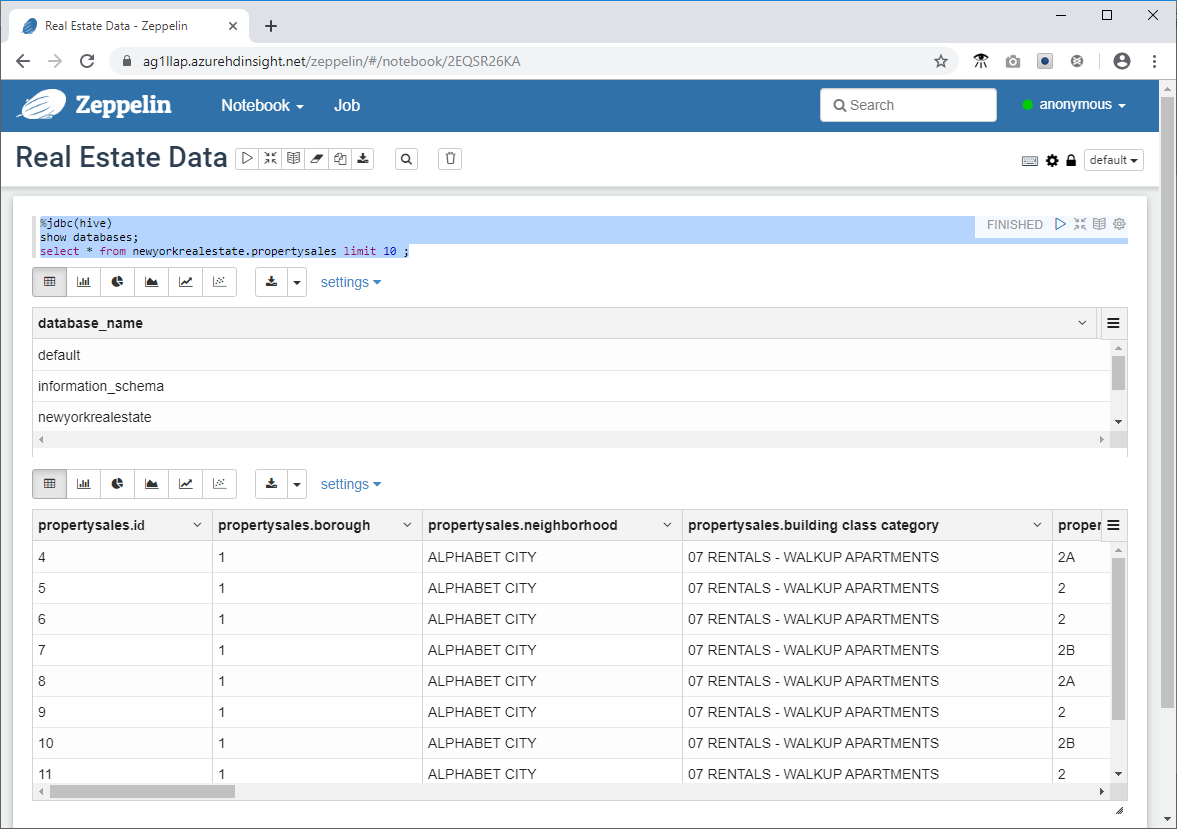 Real Estate Data - Zeppelin
ag1llap.azurehdinsight.net/zeppelin/#/notebook/2EQSR26KA
Zeppelin Notebook Job Search anonymous
Real Estate Data default
%jdbc(hive) FINISHED
show databases;
select * from newyorkrealestate.propertysales limit 10 ;
settings
database_name
default
information_schema
newyorkrealestate
settings
propertysales.id propertysales.borough propertysales.neighborhood propertysales.building class category proper
4 1 ALPHABET CITY 07 RENTALS - WALKUP APARTMENTS 2A
5 1 ALPHABET CITY 07 RENTALS - WALKUP APARTMENTS 2
6 1 ALPHABET CITY 07 RENTALS - WALKUP APARTMENTS 2
7 1 ALPHABET CITY 07 RENTALS - WALKUP APARTMENTS 2B
8 1 ALPHABET CITY 07 RENTALS - WALKUP APARTMENTS 2A
9 1 ALPHABET CITY 07 RENTALS - WALKUP APARTMENTS 2
10 1 ALPHABET CITY 07 RENTALS - WALKUP APARTMENTS 2B
11 1 ALPHABET CITY 07 RENTALS - WALKUP APARTMENTS 2